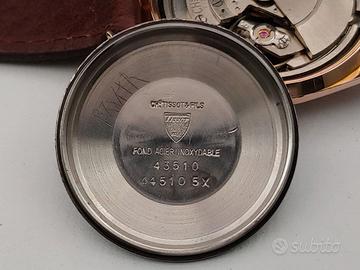 CH. TISSOT & FILS
TISSOT
FOND ACIER INOXYDABLE
43510
44510 5X
subito